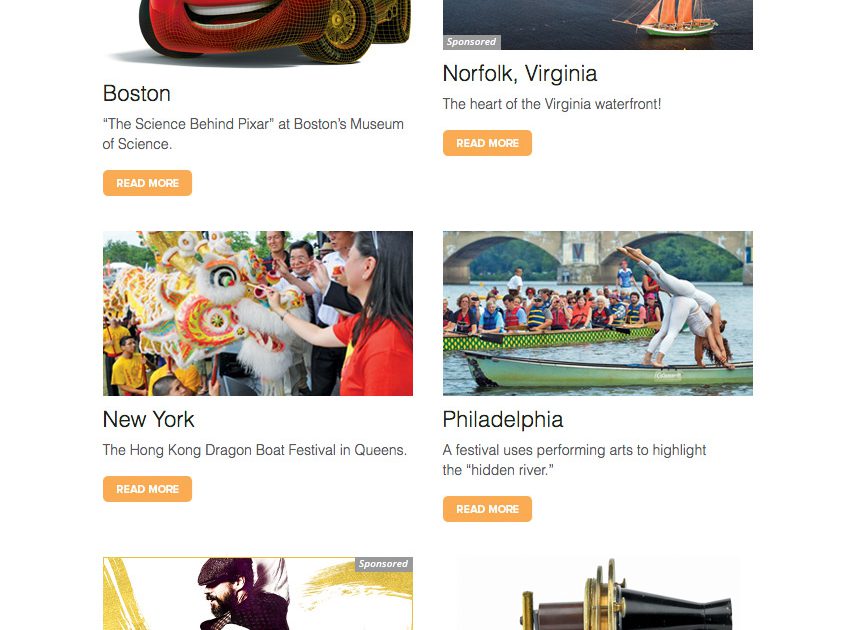 Sponsored
Boston
“The Science Behind Pixar” at Boston’s Museum
of Science.
READ MORE
Norfolk, Virginia
The heart of the Virginia waterfront!
READ MORE
New York
The Hong Kong Dragon Boat Festival in Queens.
READ MORE
Philadelphia
A festival uses performing arts to highlight
the “hidden river.”
READ MORE
Sponsored